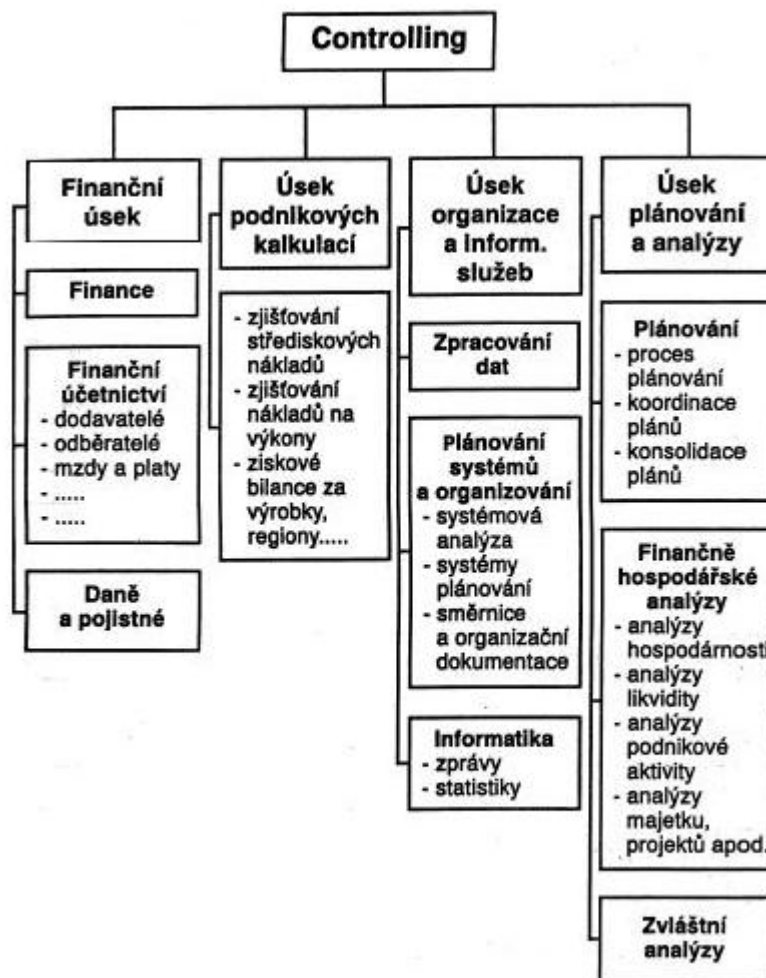 Controlling
Finanční
úsek
Finance
Finanční
účetnictví
- dodavatelé
- odběratelé
- mzdy a platy
- .....
- .....
Daně
a pojistné
Úsek
podnikových
kalkulací
- zjišťování
střediskových
nákladů
- zjišťování
nákladů na
výkony
- ziskové
bilance za
výrobky,
regiony.....
Úsek
organizace
a Inform.
služeb
Zpracování
dat
Plánování
systémů
a organizování
- systémová
analýza
- systémy
plánování
- směrnice
a organizační
dokumentace
Informatika
- zprávy
- statistiky
Úsek
plánování
a analýzy
Plánování
- proces
plánování
- koordinace
plánů
- konsolidace
plánů
Finančně
hospodářské
analýzy
- analýzy
hospodárnosti
- analýzy
likvidity
- analýzy
podnikové
aktivity
- analýzy
majetku,
projektů apod.
Zvláštní
analýzy